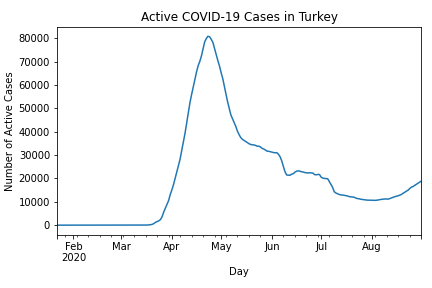 Active COVID-19 Cases in Turkey
Number of Active Cases
80000
70000
60000
50000
40000
30000
20000
10000
0
Feb Mar Apr May Jun Jul Aug
2020
Day